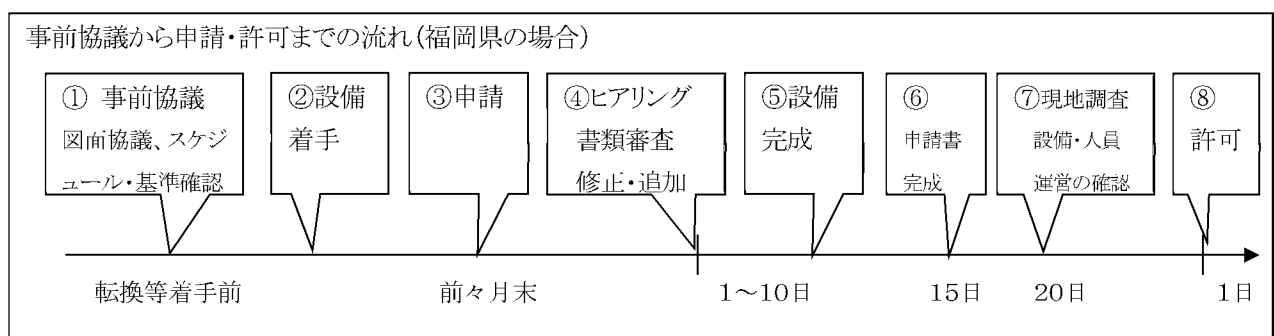 事前協議から申請・許可までの流れ(福岡県の場合)
① 事前協議
図面協議、スケジ
ュール・基準確認
②設備
着手
③申請
④ヒアリング
書類審査
修正・追加
⑤設備
完成
⑥
申請書
完成
⑦現地調査
設備・人員
運営の確認
⑧
許可
転換等着手前
前々月末
1～10日
15日
20日
1日